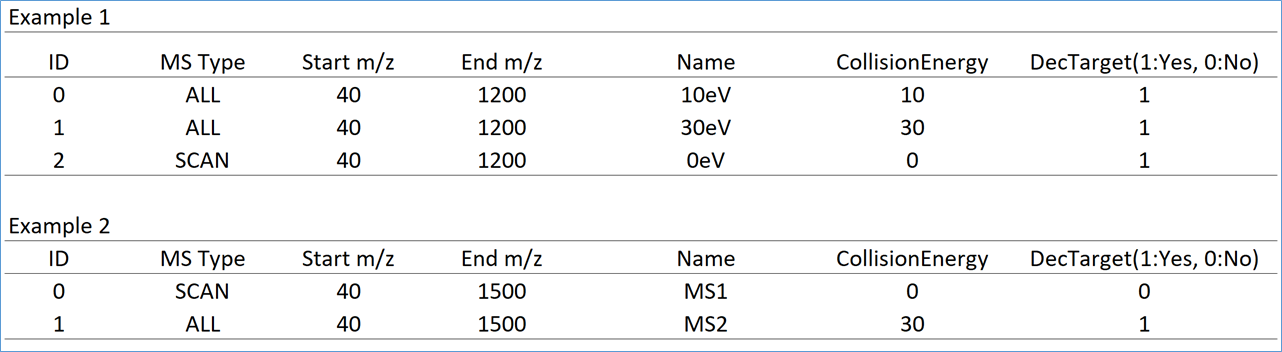 Example 1
ID MS Type Start m/z End m/z Name CollisionEnergy DecTarget(1:Yes, 0:No)
0 ALL 40 1200 10eV 10 1
1 ALL 40 1200 30eV 30 1
2 SCAN 40 1200 0eV 0 1
Example 2
ID MS Type Start m/z End m/z Name CollisionEnergy DecTarget(1:Yes, 0:No)
0 SCAN 40 1500 MS1 0 0
1 ALL 40 1500 MS2 30 1